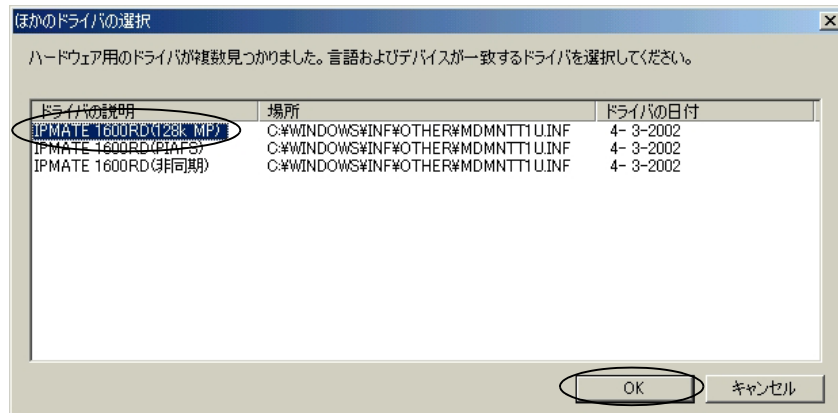 ほかのドライバの選択
ハードウェア用のドライバが複数見つかりました。言語およびデバイスが一致するドライバを選択してください。
ドライバの説明 場所 ドライバの日付
IPMATE 1600RD(128k MP) C:¥WINDOWS¥INF¥OTHER¥MDMNTT1U.INF 4- 3-2002
IPMATE 1600RD(PIAFS) C:¥WINDOWS¥INF¥OTHER¥MDMNTT1U.INF 4- 3-2002
IPMATE 1600RD(非同期) C:¥WINDOWS¥INF¥OTHER¥MDMNTT1U.INF 4- 3-2002
OK キャンセル